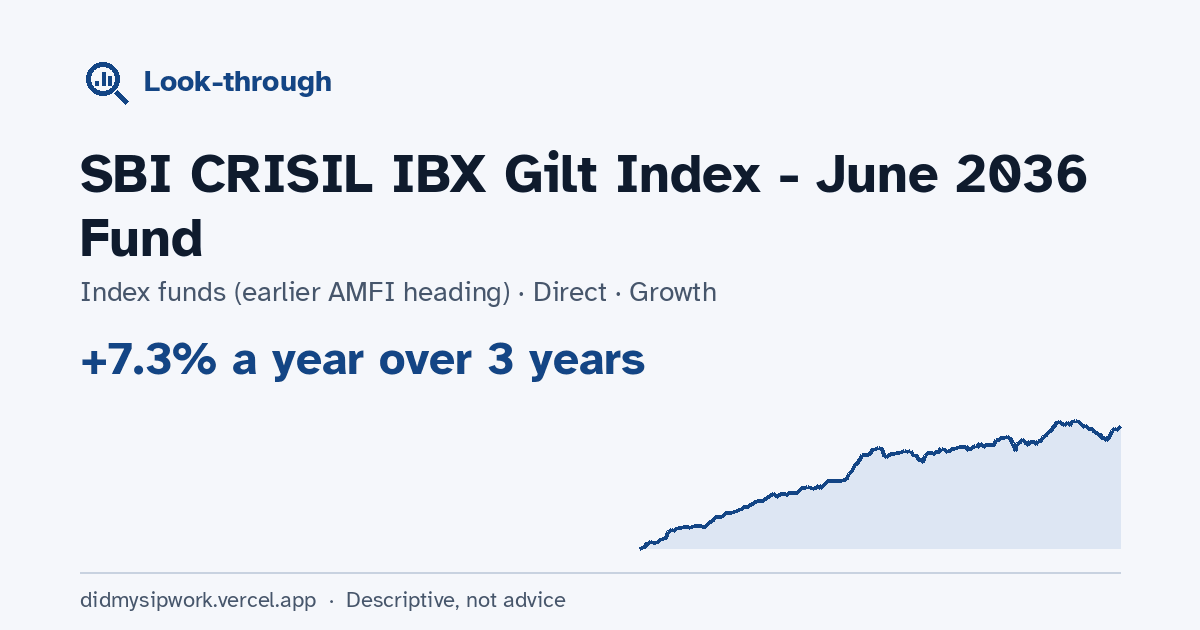 Look-through
SBI CRISIL IBX Gilt Index - June 2036
Fund
Index funds (earlier AMFI heading) · Direct · Growth
+7.3% a year over 3 years
didmysipwork.vercel.app · Descriptive, not advice